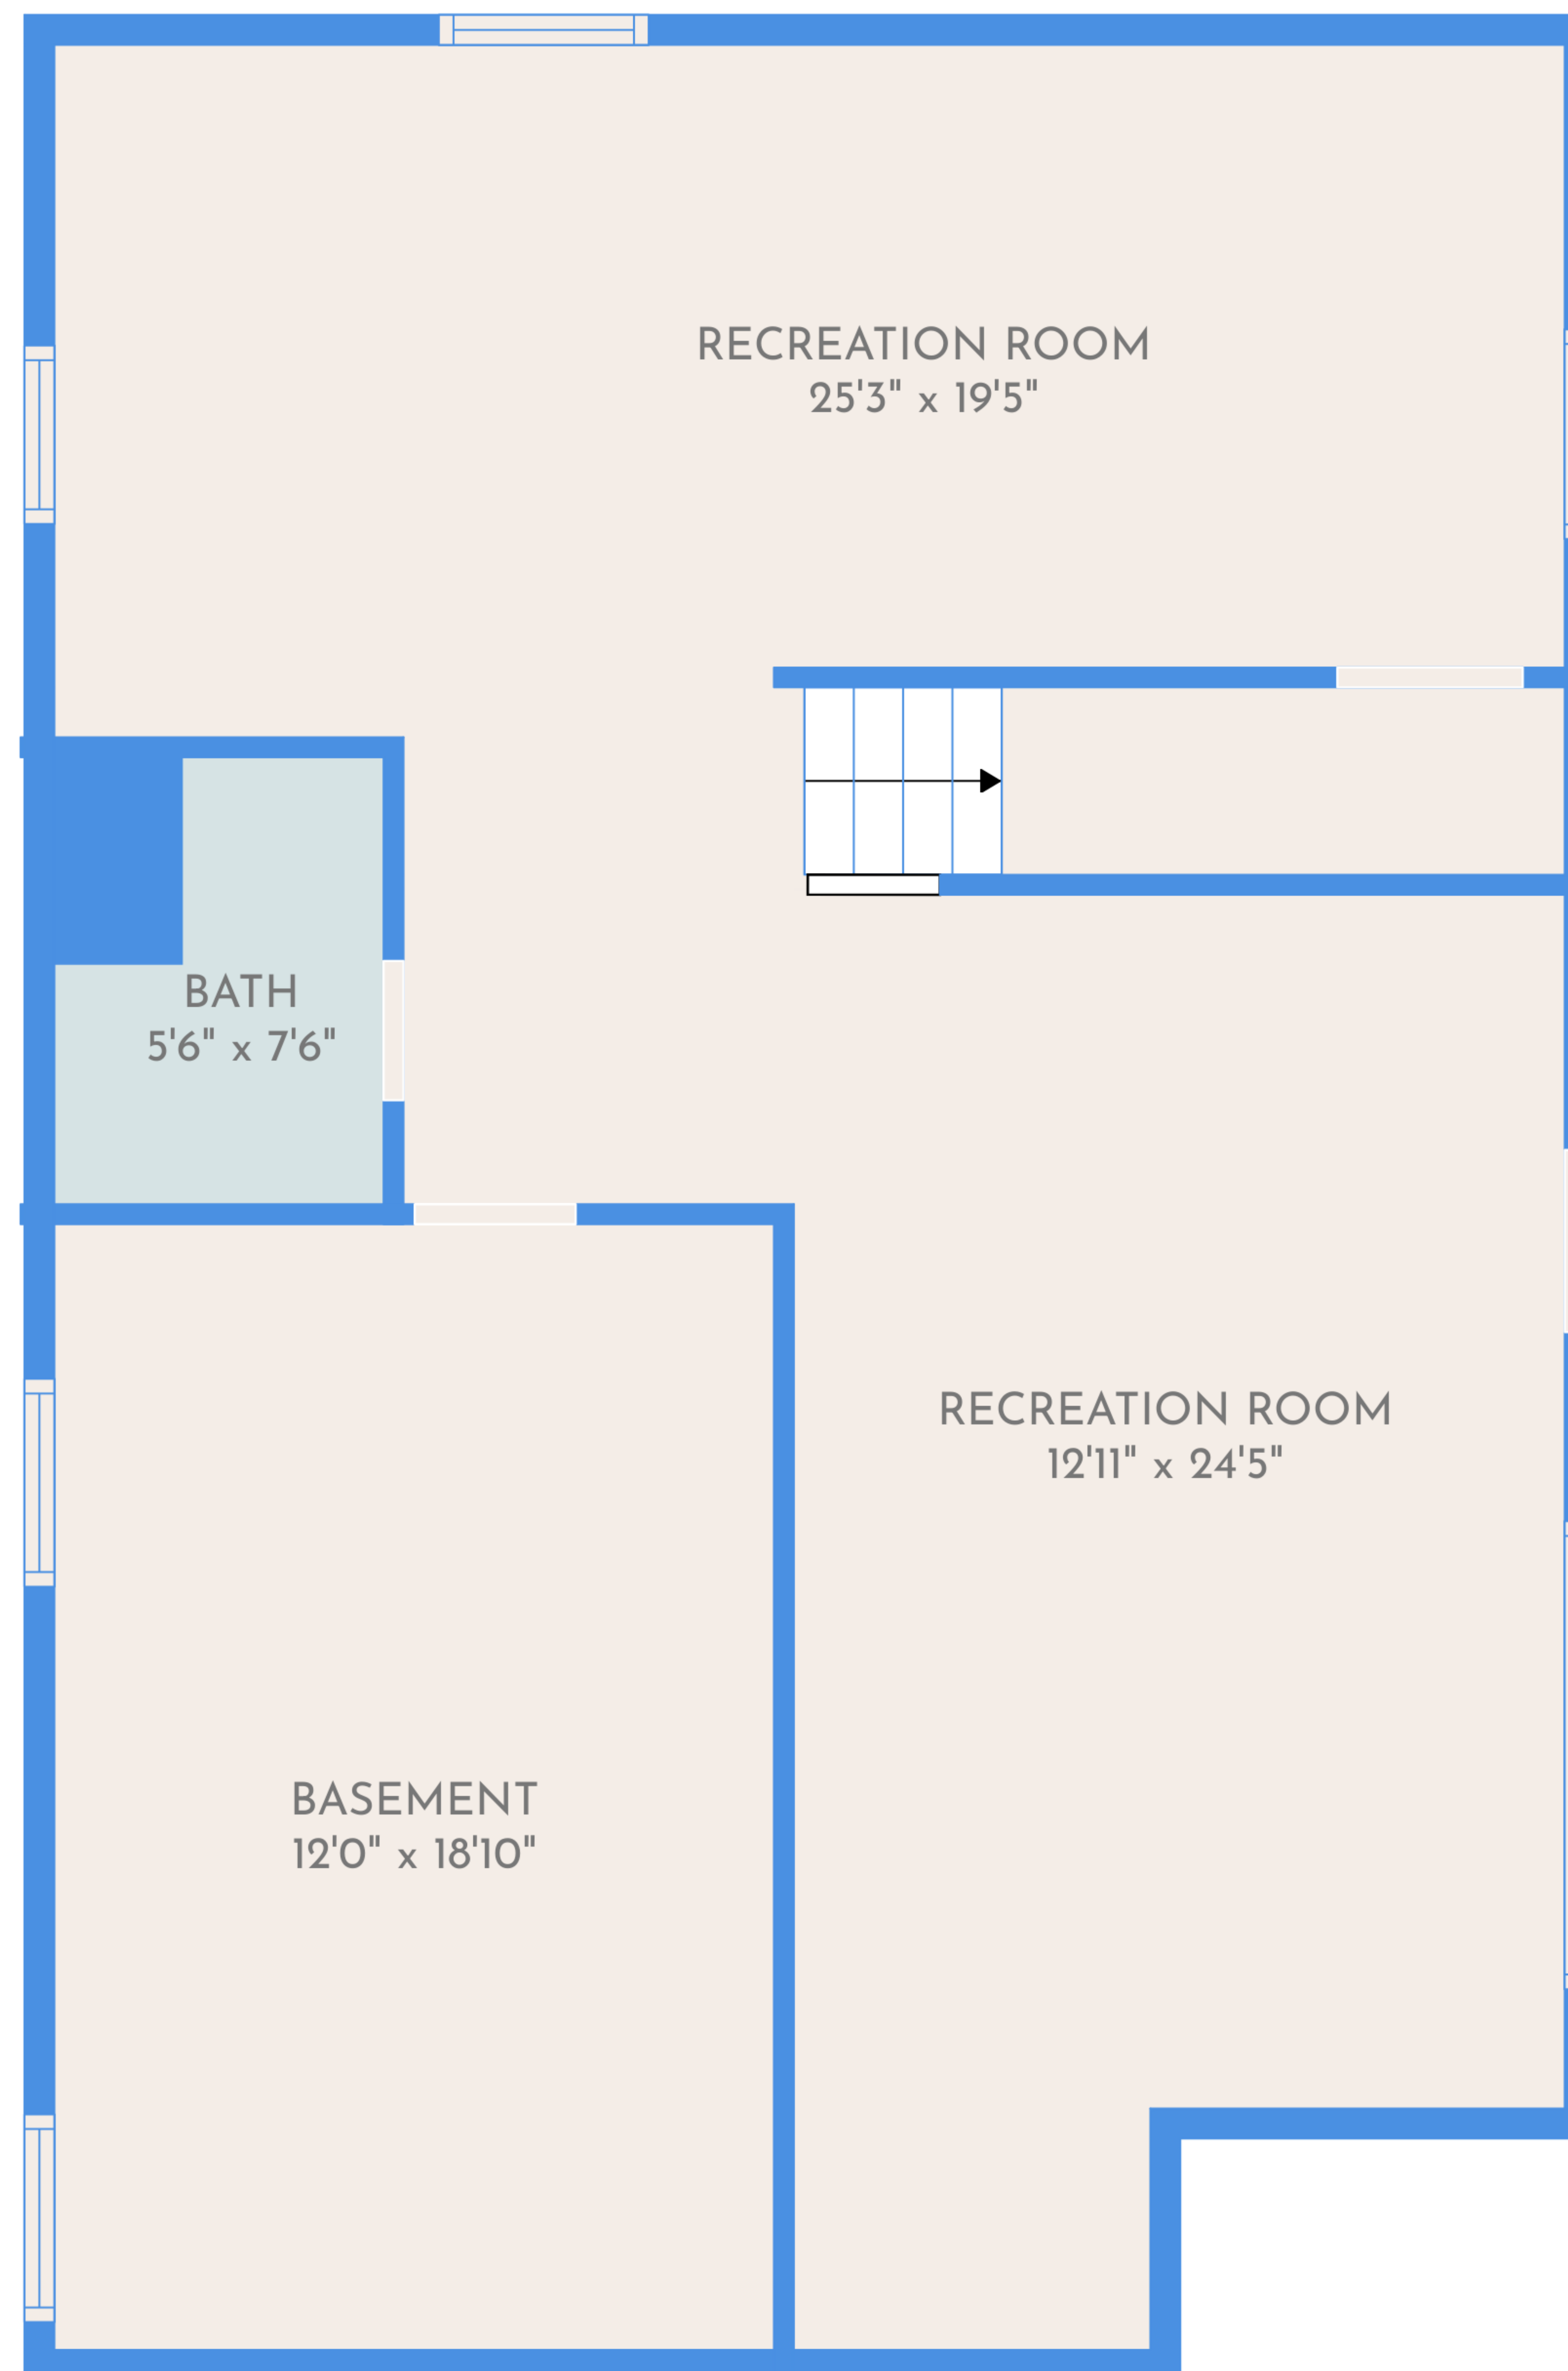 RECREATION ROOM
25'3" x 19'5"
BATH
5'6" x 7'6"
RECREATION ROOM
12'11" x 24'5"
BASEMENT
12'0" x 18'10"